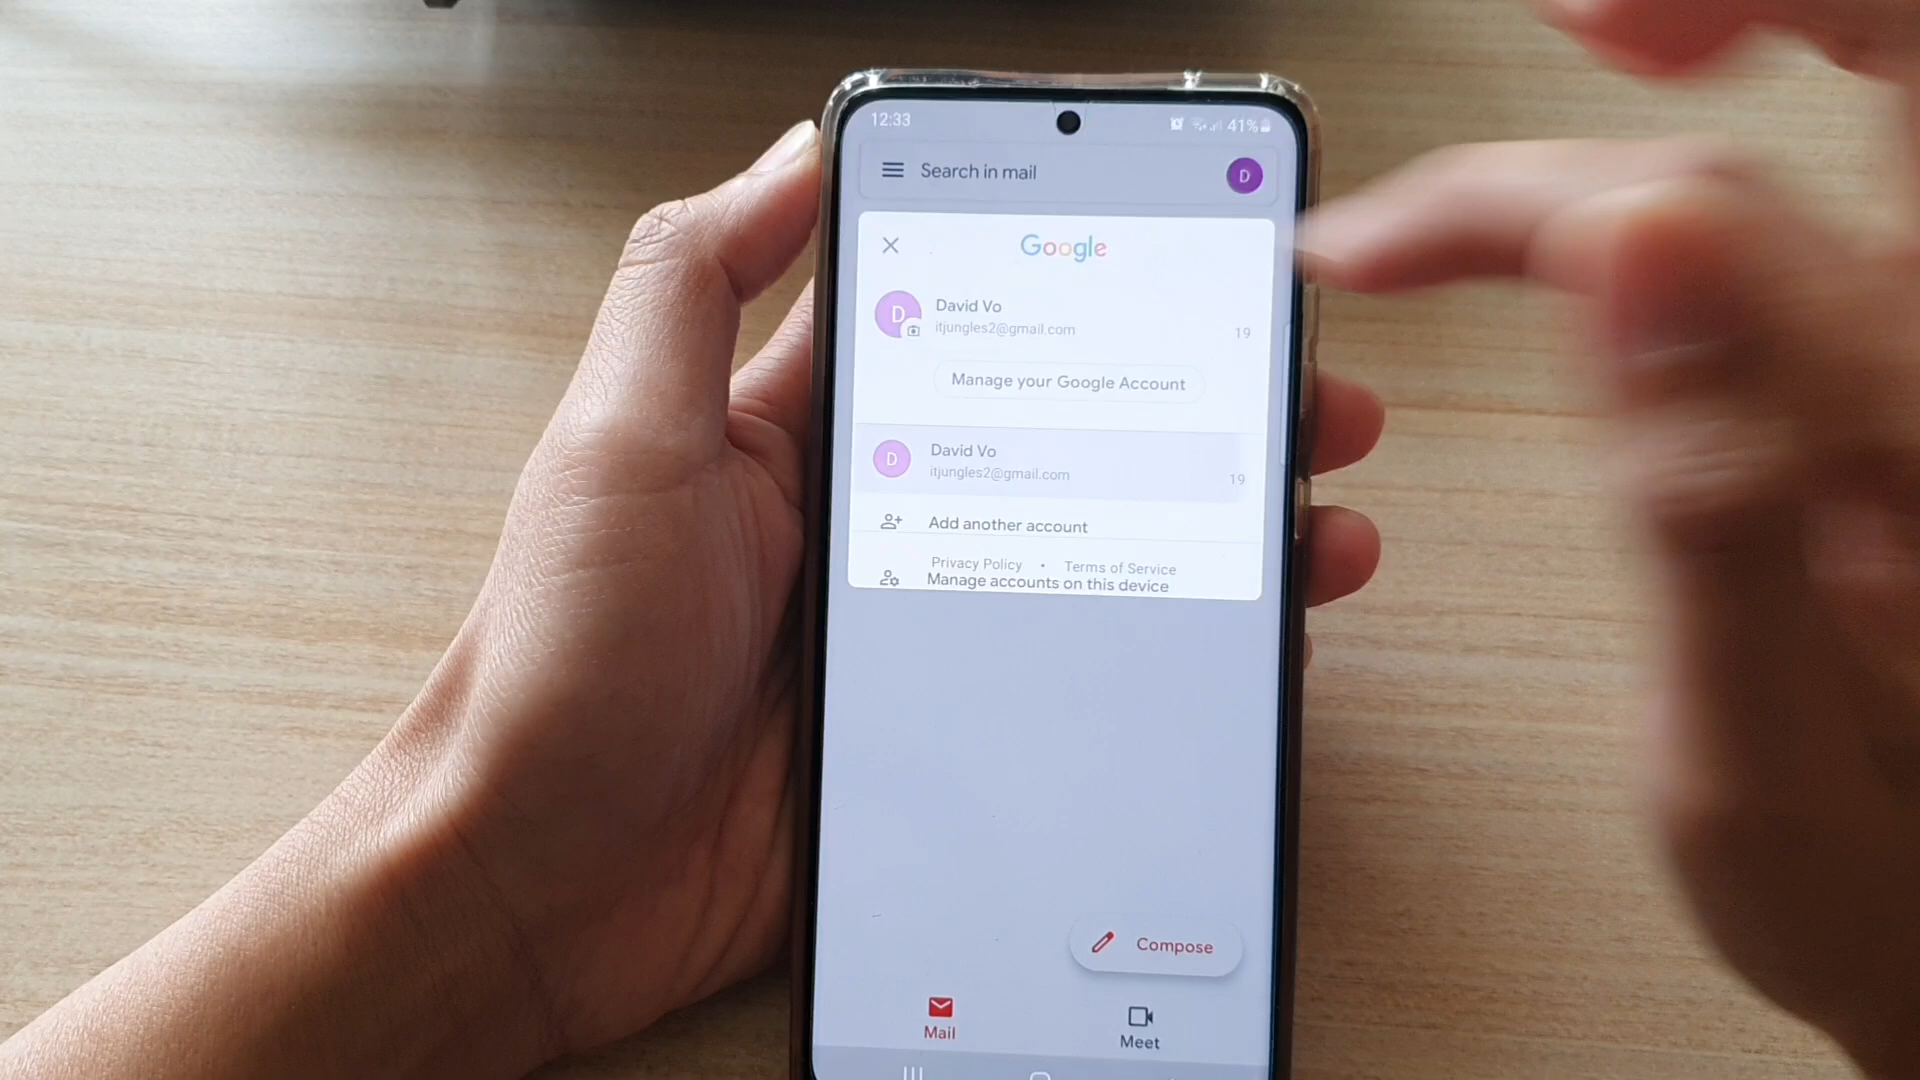 12:33
41%
Search in mail
D
Google
D
David Vo
itjungles2@gmail.com
19
Manage your Google Account
D
David Vo
itjungles2@gmail.com
19
Add another account
Privacy Policy • Terms of Service
Manage accounts on this device
Compose
Mail
Meet